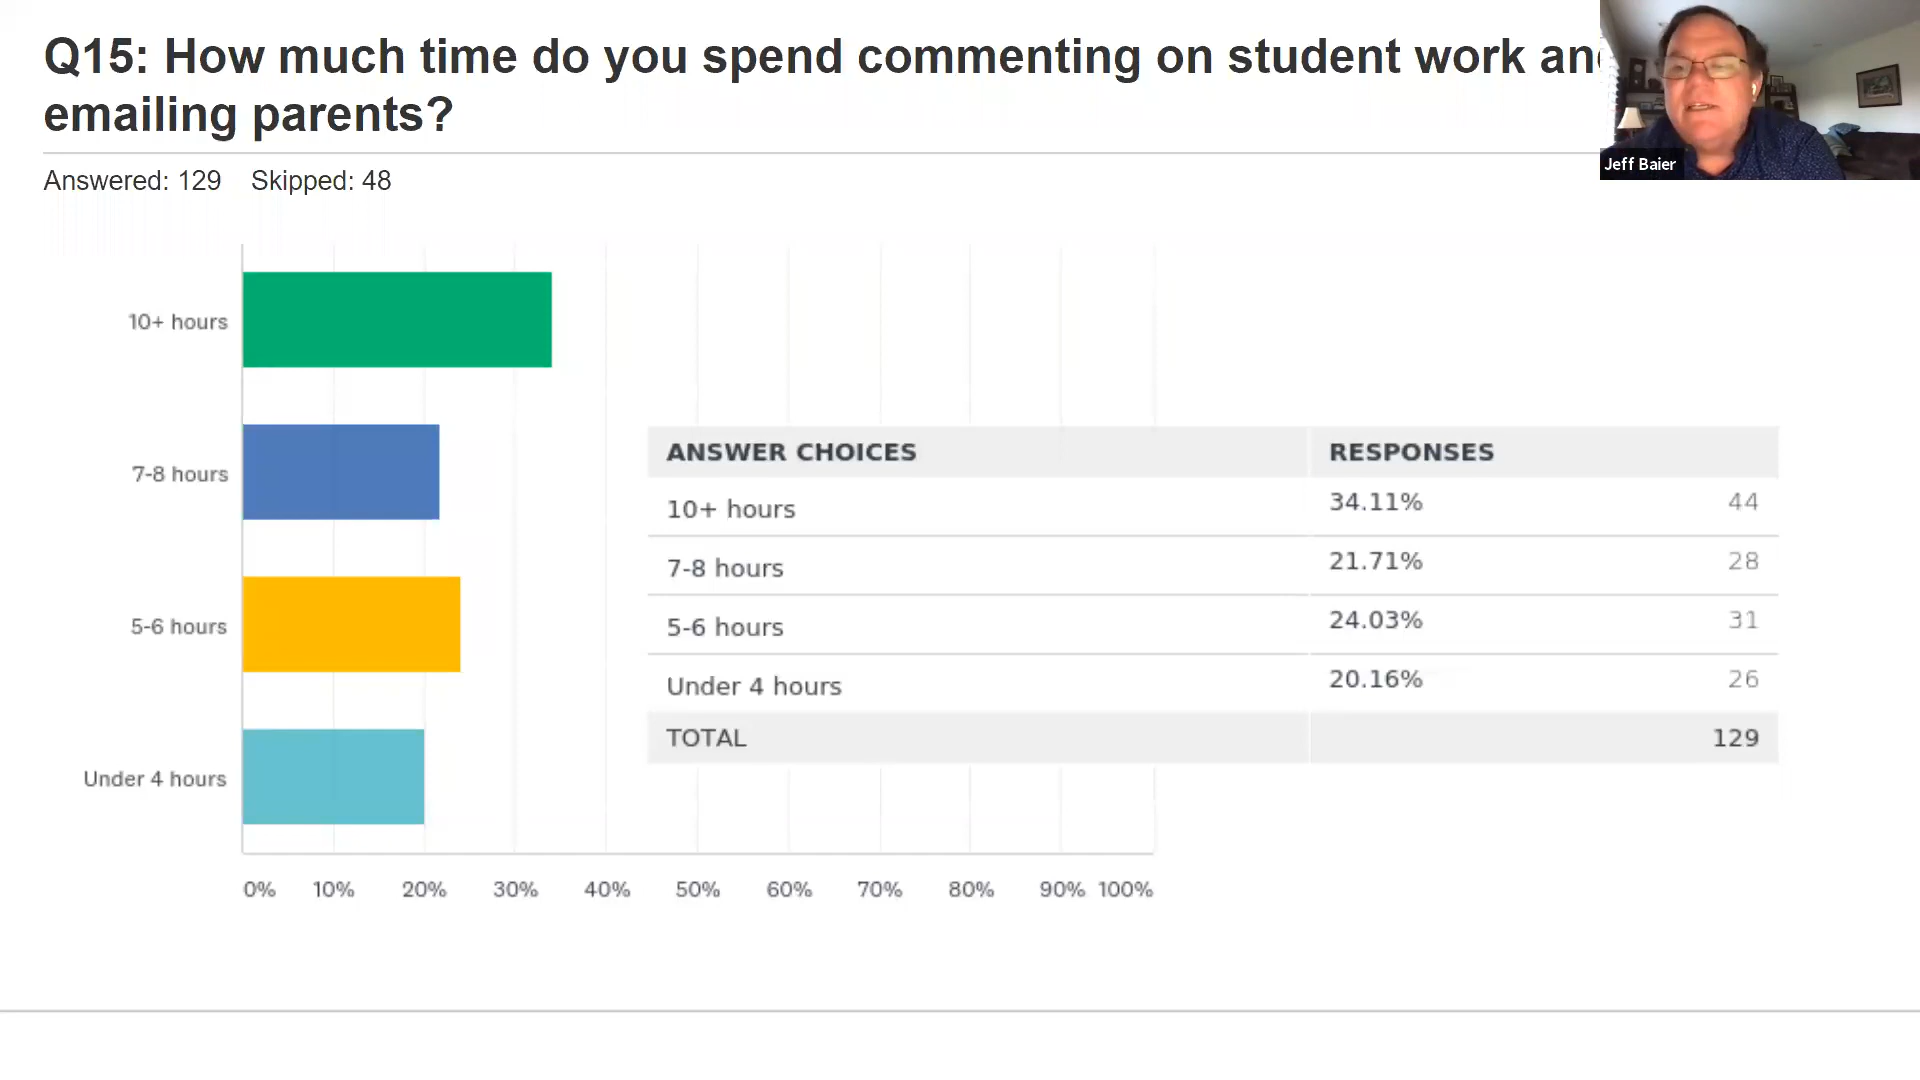 Q15: How much time do you spend commenting on student work and
emailing parents?
Jeff Baier
Answered: 129 Skipped: 48
10+ hours
7-8 hours
5-6 hours
Under 4 hours
0% 10% 20% 30% 40% 50% 60% 70% 80% 90% 100%
ANSWER CHOICES RESPONSES
10+ hours 34.11% 44
7-8 hours 21.71% 28
5-6 hours 24.03% 31
Under 4 hours 20.16% 26
TOTAL 129